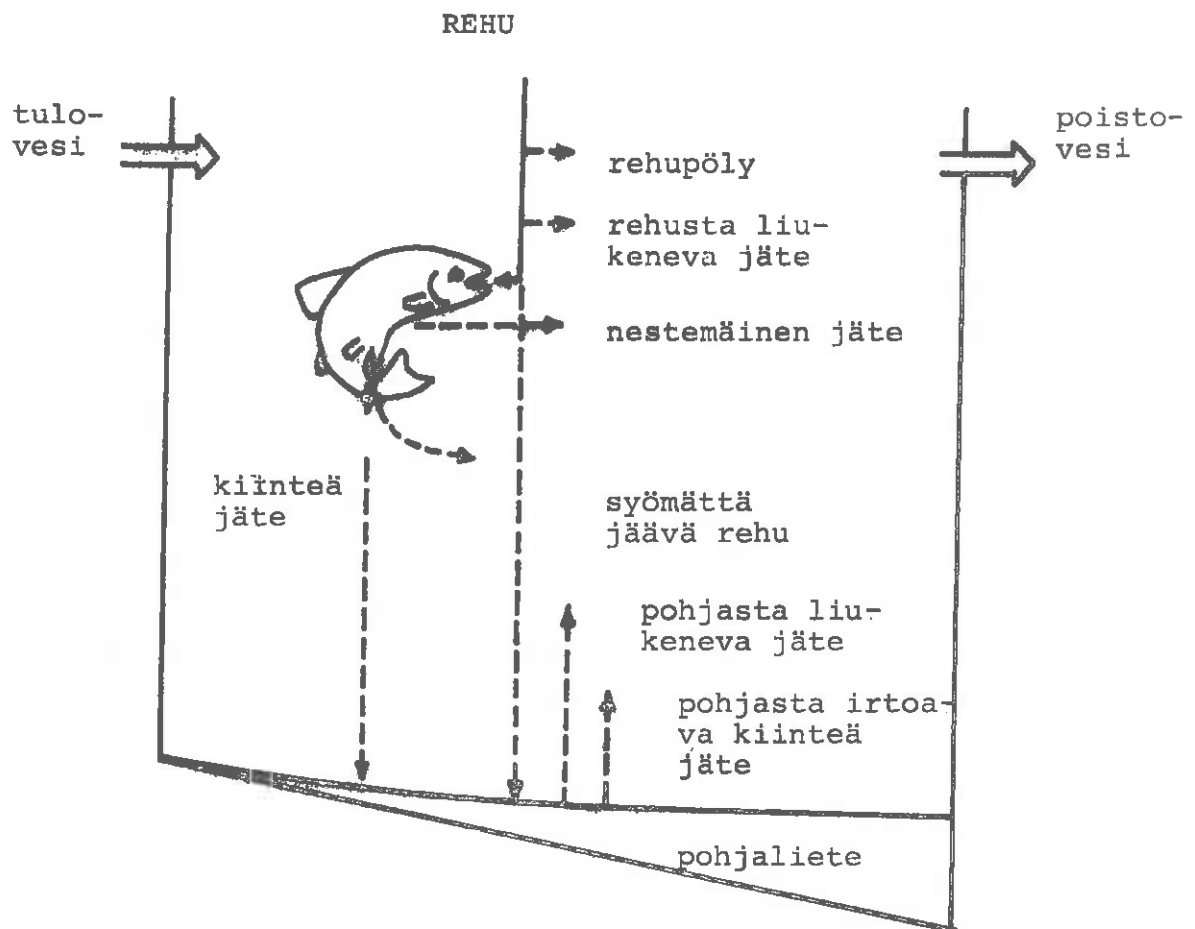 REHU
tulo-
vesi
poisto-
vesi
rehupöly
rehusta liu-
keneva jäte
nestemäinen jäte
kiinteä
jäte
syömättä
jäävä rehu
pohjasta liu-
keneva jäte
pohjasta irtoa-
va kiinteä
jäte
pohjaliete